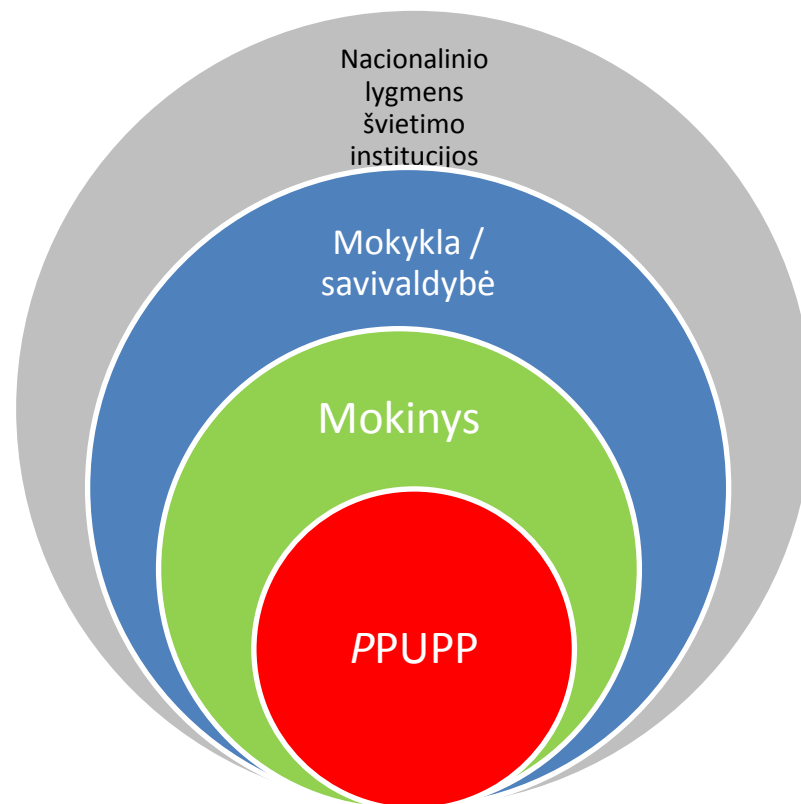 Nacionalinio
lygmens
švietimo
institucijos
Mokykla /
savivaldybė
Mokinys
PPUPP